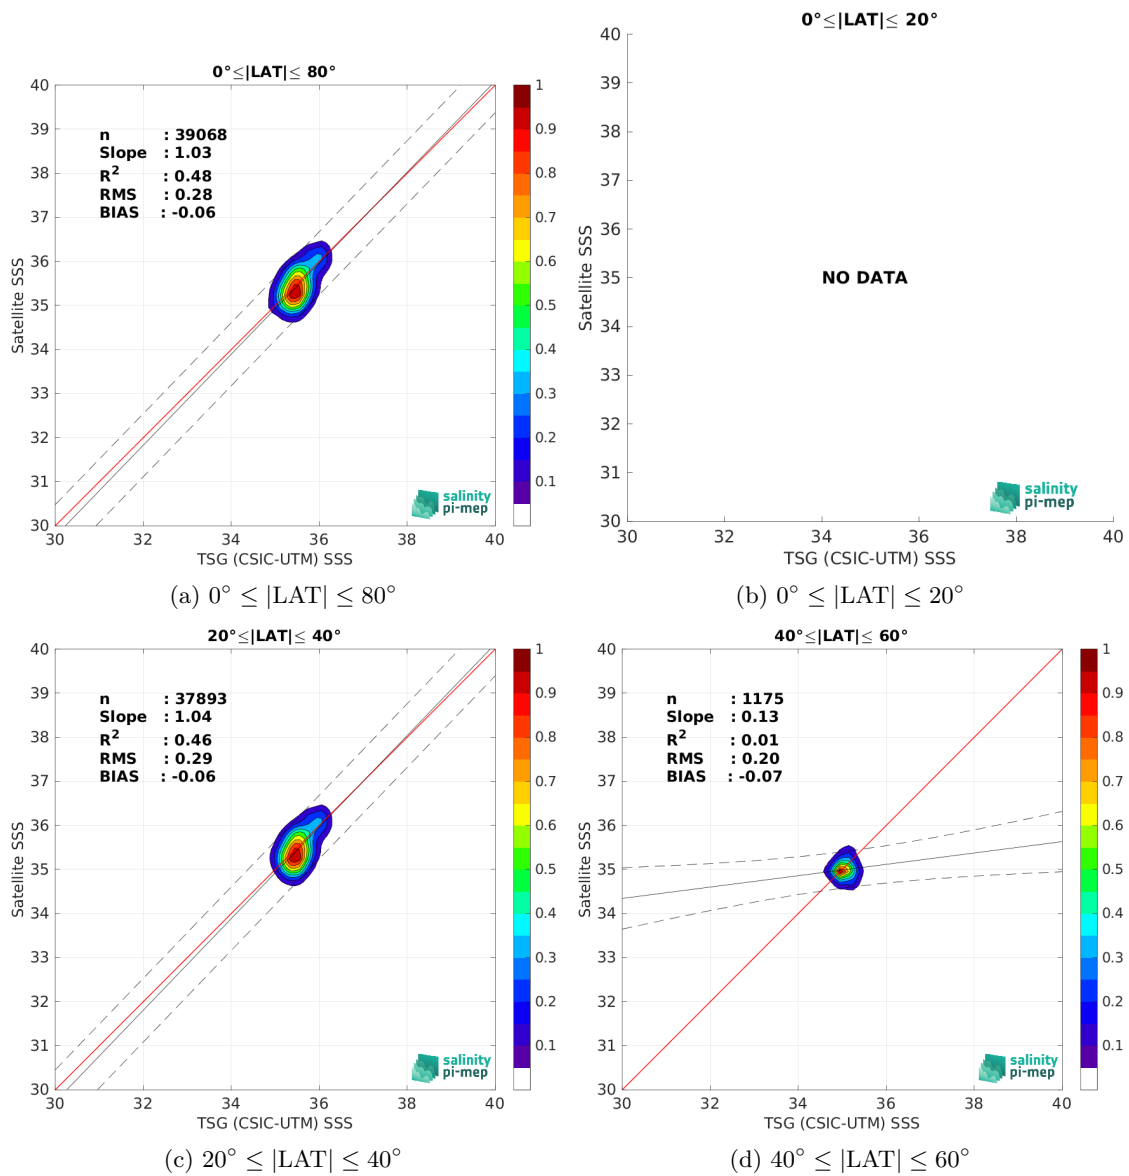 0°≤|LAT|≤ 80°
40
39
38
37
36
35
34
33
32
31
30
Satellite SSS
n : 39068
Slope : 1.03
R² : 0.48
RMS : 0.28
BIAS : -0.06
salinity
pi-mep
30 32 34 36 38 40
TSG (CSIC-UTM) SSS
1
0.9
0.8
0.7
0.6
0.5
0.4
0.3
0.2
0.1
(a) 0° ≤ |LAT| ≤ 80°
0°≤|LAT|≤ 20°
40
39
38
37
36
35
34
33
32
31
30
Satellite SSS
NO DATA
salinity
pi-mep
30 32 34 36 38 40
TSG (CSIC-UTM) SSS
(b) 0° ≤ |LAT| ≤ 20°
20°≤|LAT|≤ 40°
40
39
38
37
36
35
34
33
32
31
30
Satellite SSS
n : 37893
Slope : 1.04
R² : 0.46
RMS : 0.29
BIAS : -0.06
salinity
pi-mep
30 32 34 36 38 40
TSG (CSIC-UTM) SSS
1
0.9
0.8
0.7
0.6
0.5
0.4
0.3
0.2
0.1
(c) 20° ≤ |LAT| ≤ 40°
40°≤|LAT|≤ 60°
40
39
38
37
36
35
34
33
32
31
30
Satellite SSS
n : 1175
Slope : 0.13
R² : 0.01
RMS : 0.20
BIAS : -0.07
salinity
pi-mep
30 32 34 36 38 40
TSG (CSIC-UTM) SSS
1
0.9
0.8
0.7
0.6
0.5
0.4
0.3
0.2
0.1
(d) 40° ≤ |LAT| ≤ 60°